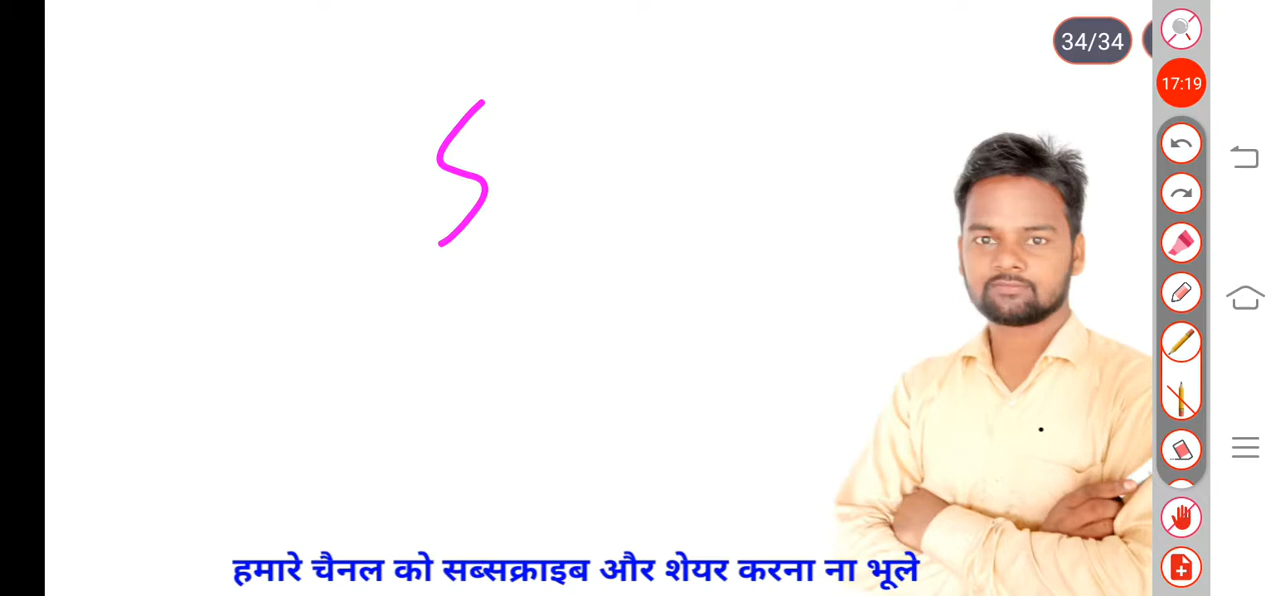 34/34
17:19
S
हमारे चैनल को सब्सक्राइब और शेयर करना ना भूले